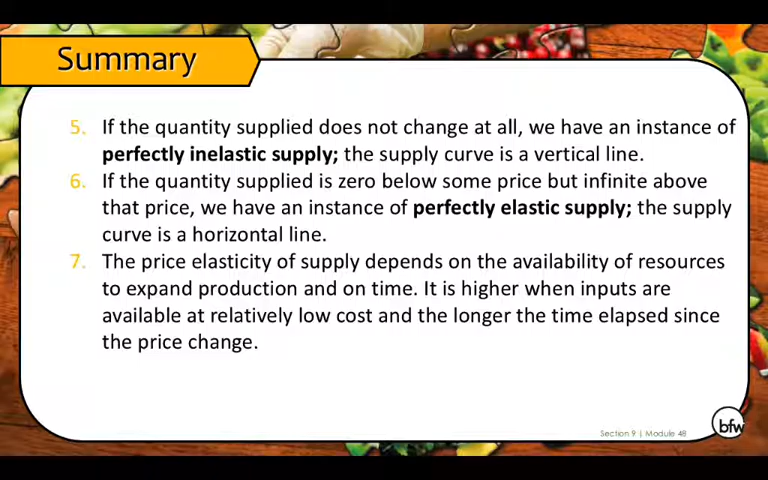 Summary
5. If the quantity supplied does not change at all, we have an instance of
perfectly inelastic supply; the supply curve is a vertical line.
6. If the quantity supplied is zero below some price but infinite above
that price, we have an instance of perfectly elastic supply; the supply
curve is a horizontal line.
7. The price elasticity of supply depends on the availability of resources
to expand production and on time. It is higher when inputs are
available at relatively low cost and the longer the time elapsed since
the price change.
Section 9 | Module 48
bfw